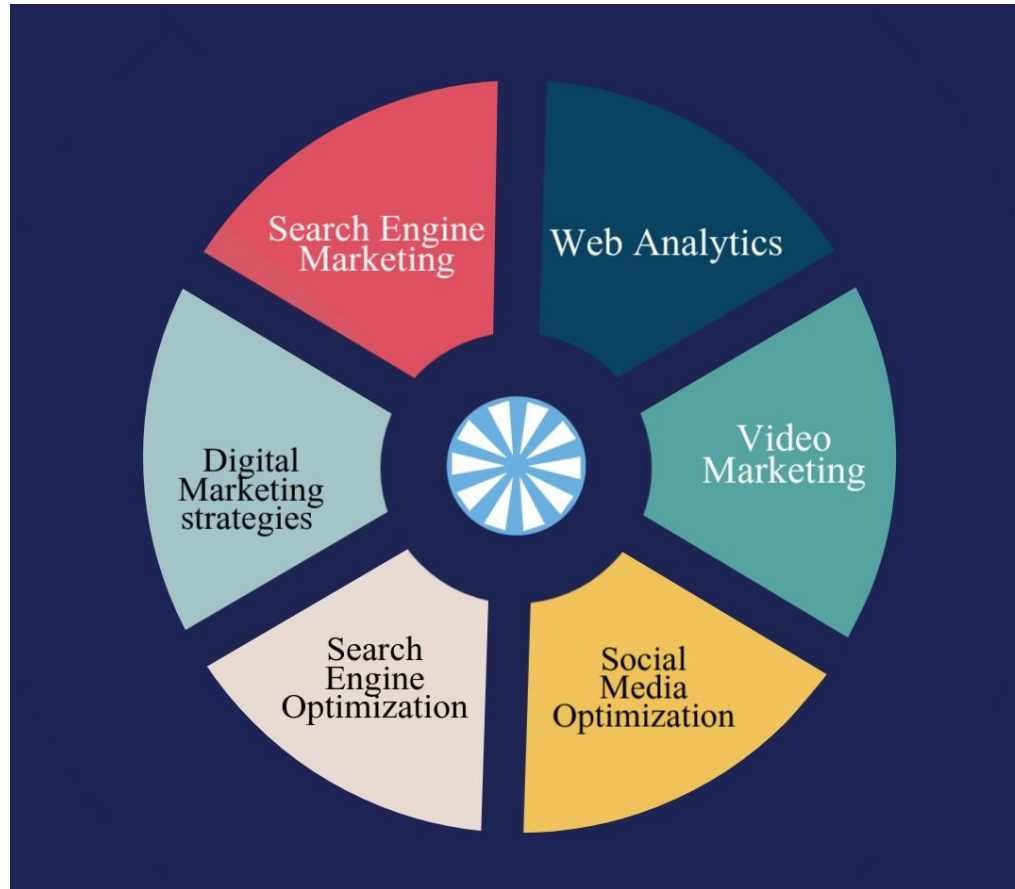 Search Engine
Marketing
Web Analytics
Digital
Marketing
strategies
Video
Marketing
Search
Engine
Optimization
Social
Media
Optimization